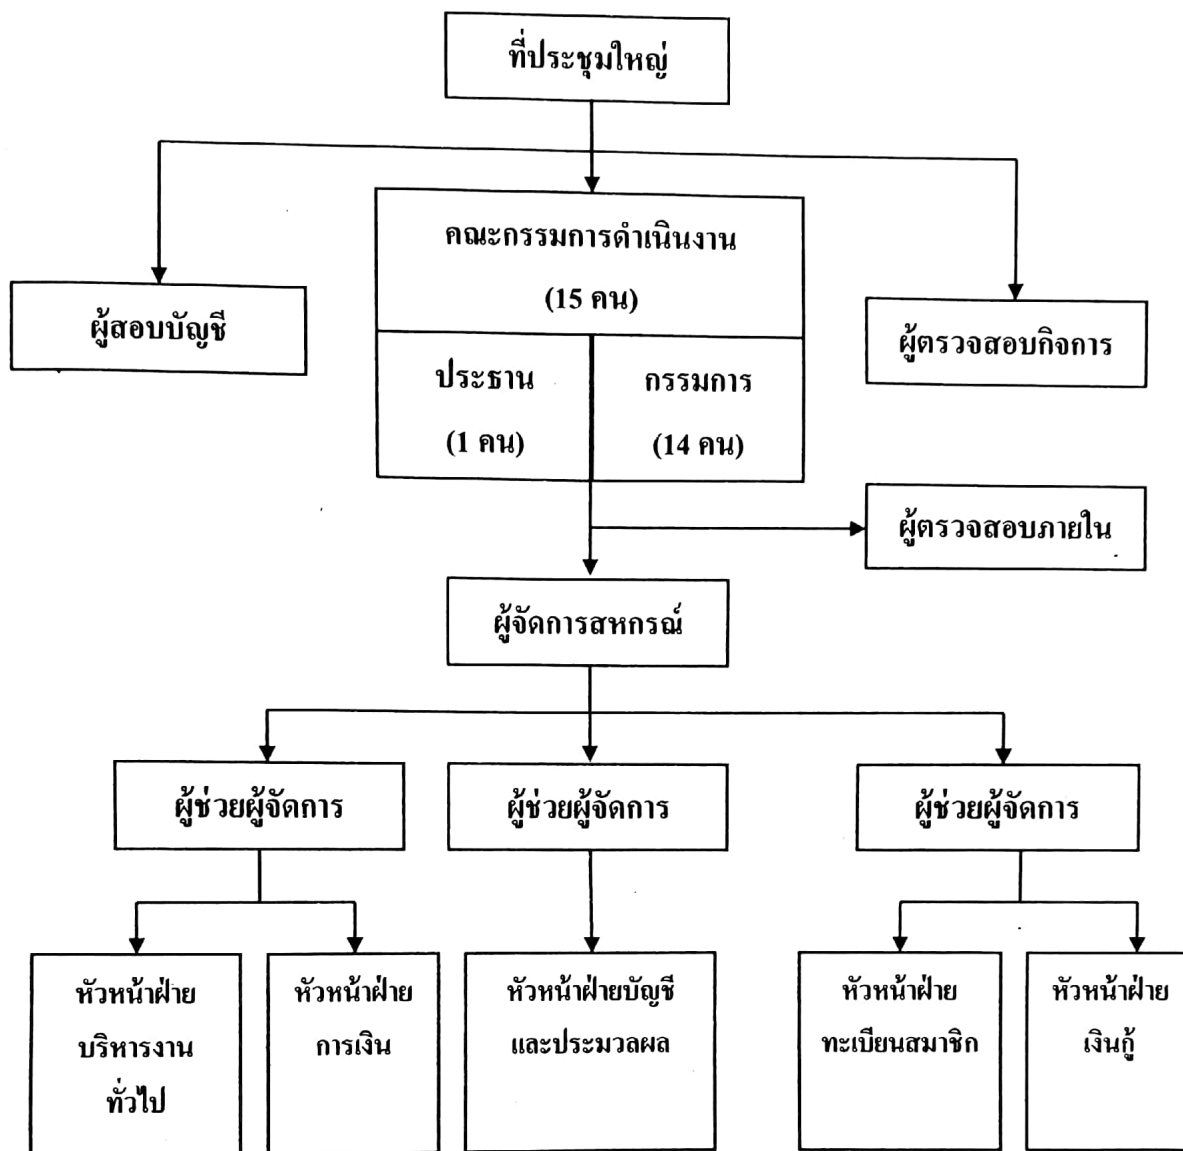 ที่ประชุมใหญ่
คณะกรรมการดำเนินงาน
(15 คน)
ผู้สอบบัญชี
ผู้ตรวจสอบกิจการ
ประธาน
(1 คน)
กรรมการ
(14 คน)
ผู้ตรวจสอบภายใน
ผู้จัดการสหกรณ์
ผู้ช่วยผู้จัดการ
ผู้ช่วยผู้จัดการ
ผู้ช่วยผู้จัดการ
หัวหน้าฝ่าย
บริหารงาน
ทั่วไป
หัวหน้าฝ่าย
การเงิน
หัวหน้าฝ่ายบัญชี
และประมวลผล
หัวหน้าฝ่าย
ทะเบียนสมาชิก
หัวหน้าฝ่าย
เงินกู้